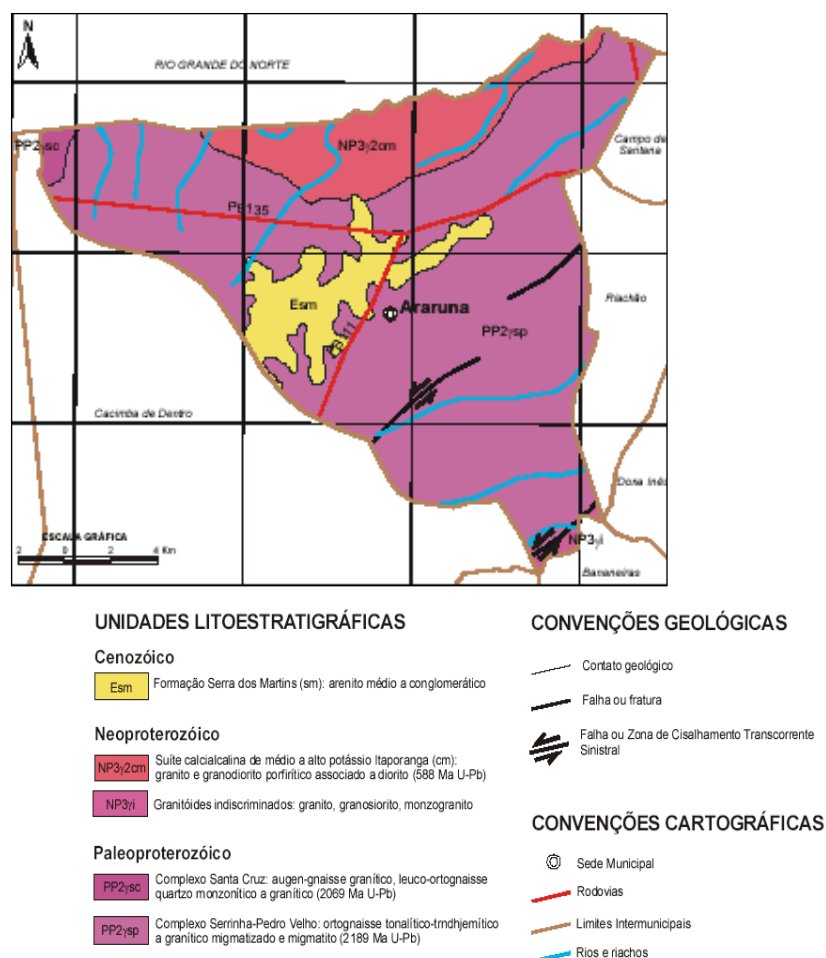 N
RIO GRANDE DO NORTE
PP2γsc
NP3γ2cm
Campo de
Santana
PB135
Esm
Araruna
Riachão
PP2γsp
PB111
Cacimba de Dentro
Dona Inês
ESCALA GRÁFICA
2 0 2 4 Km
NP3γi
Bananeiras
UNIDADES LITOESTRATIGRÁFICAS
Cenozóico
Esm Formação Serra dos Martins (sm): arenito médio a conglomerático
Neoproterozóico
NP3γ2cm Suíte calcialcalina de médio a alto potássio Itaporanga (cm):
granito e granodiorito porfirítico associado a diorito (588 Ma U-Pb)
NP3γi Granitóides indiscriminados: granito, granosiorito, monzogranito
Paleoproterozóico
PP2γsc Complexo Santa Cruz: augen-gnaisse granítico, leuco-ortognaisse
quartzo monzonítico a granítico (2069 Ma U-Pb)
PP2γsp Complexo Serrinha-Pedro Velho: ortognaisse tonalítico-trndhjemítico
a granítico migmatizado e migmatito (2189 Ma U-Pb)
CONVENÇÕES GEOLÓGICAS
Contato geológico
Falha ou fratura
Falha ou Zona de Cisalhamento Transcorrente
Sinistral
CONVENÇÕES CARTOGRÁFICAS
Sede Municipal
Rodovias
Limites Intermunicipais
Rios e riachos